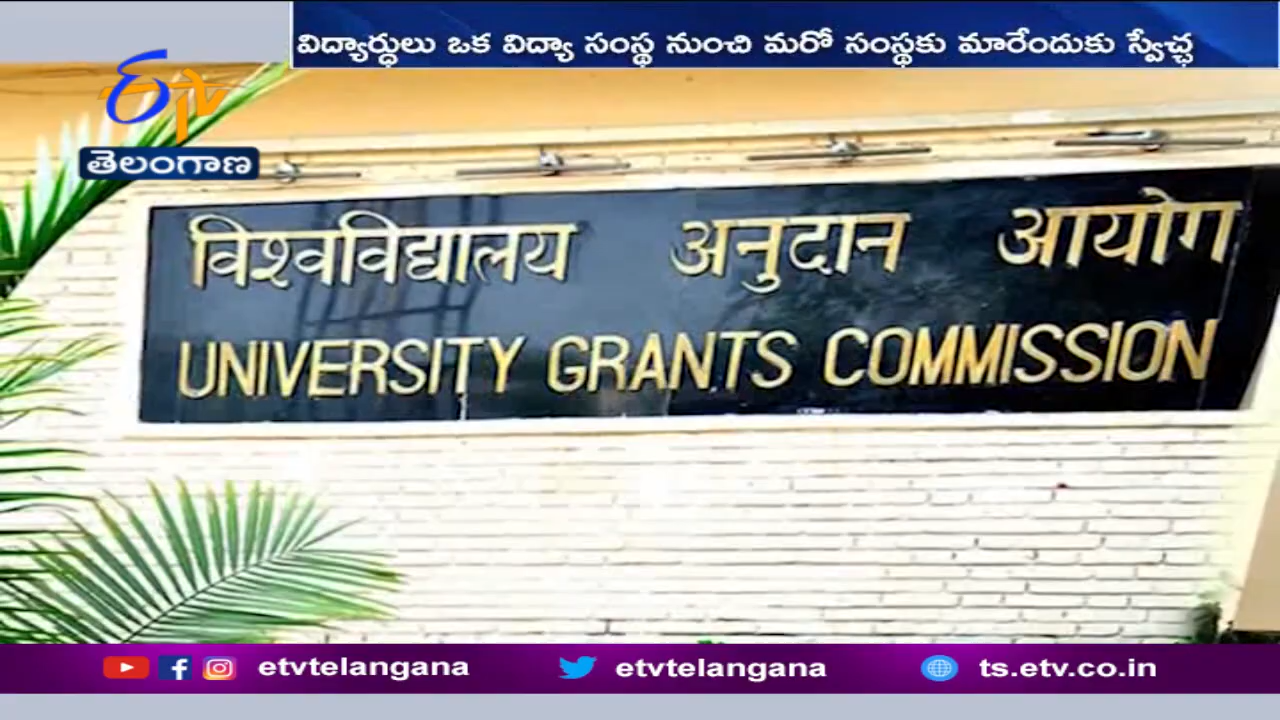 విద్యార్ధులు ఒక విద్యా సంస్థ నుంచి మరో సంస్థకు మారేందుకు స్వేచ్ఛ
ETV
తెలంగాణ
विश्वविद्यालय अनुदान आयोग
UNIVERSITY GRANTS COMMISSION
etvtelangana etvtelangana ts.etv.co.in